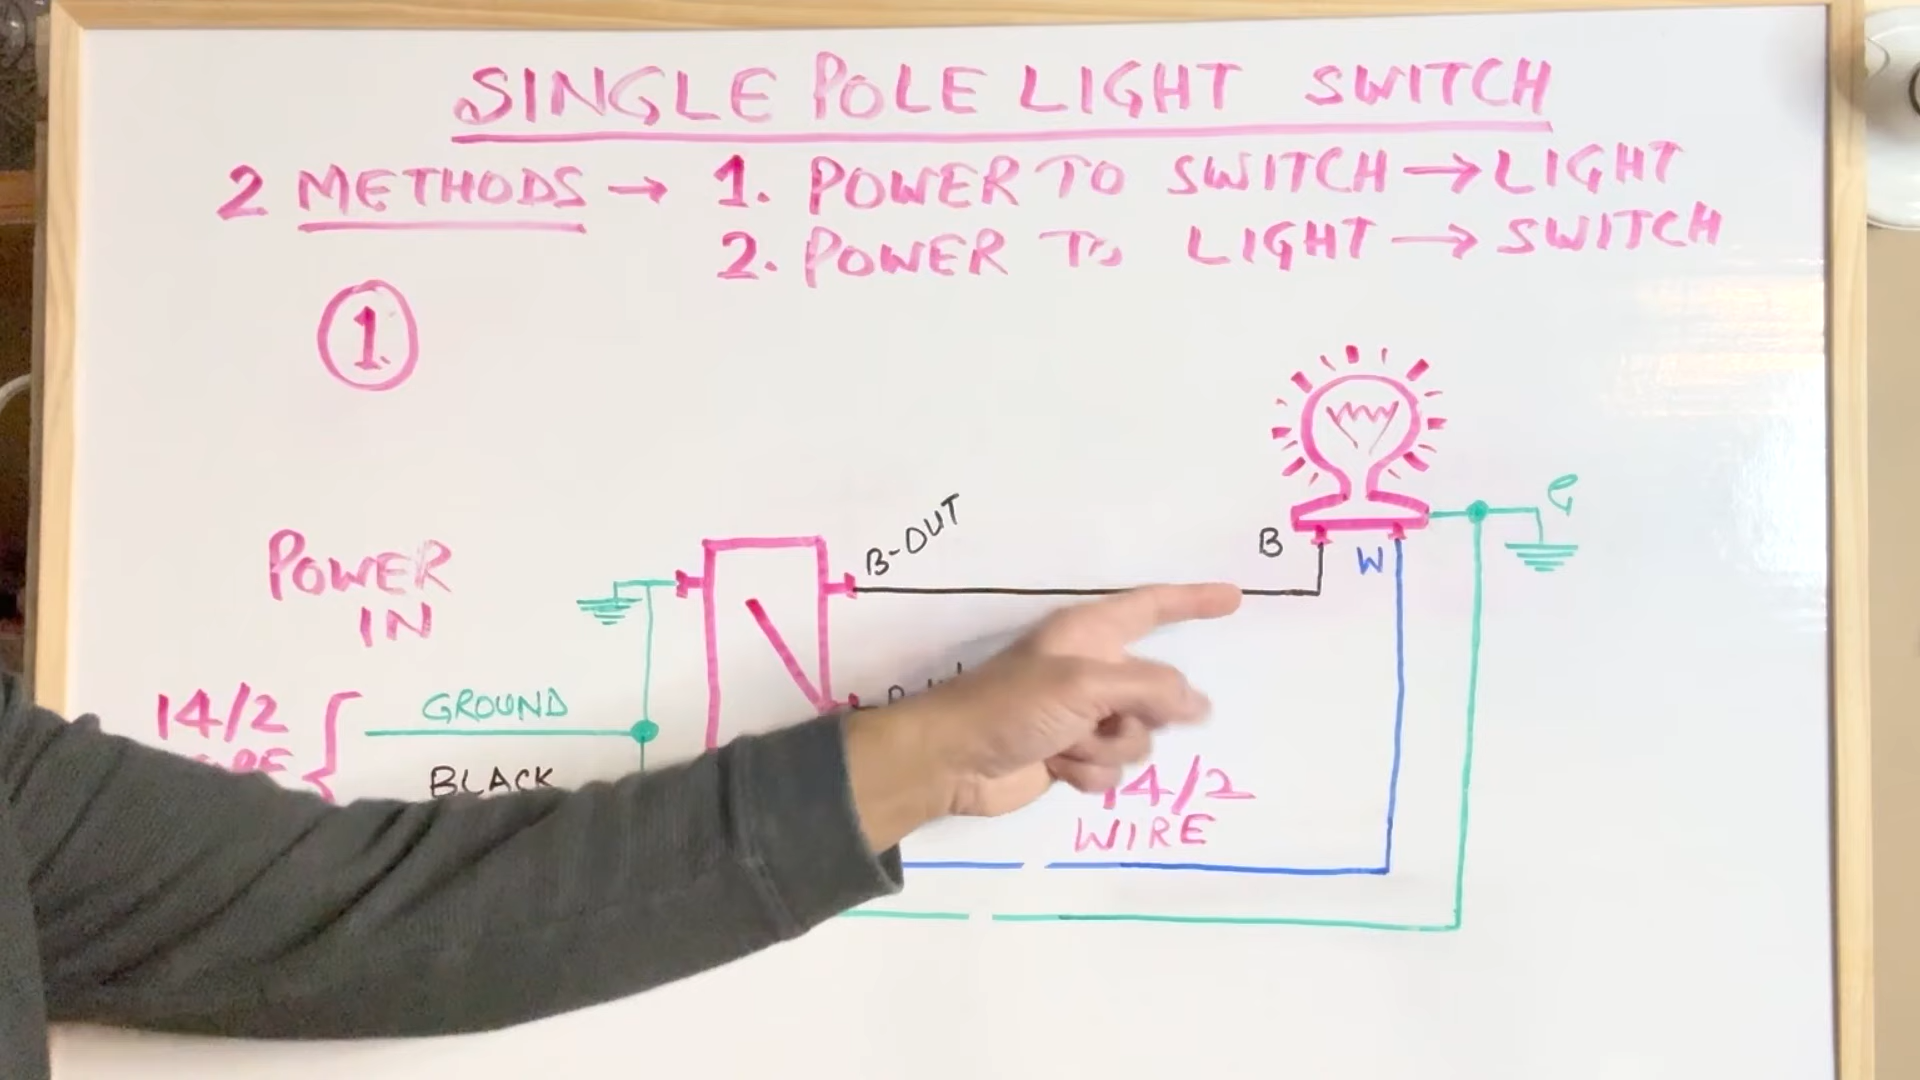 SINGLE POLE LIGHT SWITCH
2 METHODS → 1. POWER TO SWITCH → LIGHT
2. POWER TO LIGHT → SWITCH
1
B-OUT
G
B
W
POWER
IN
GROUND
14/2
BLACK
14/2
WIRE